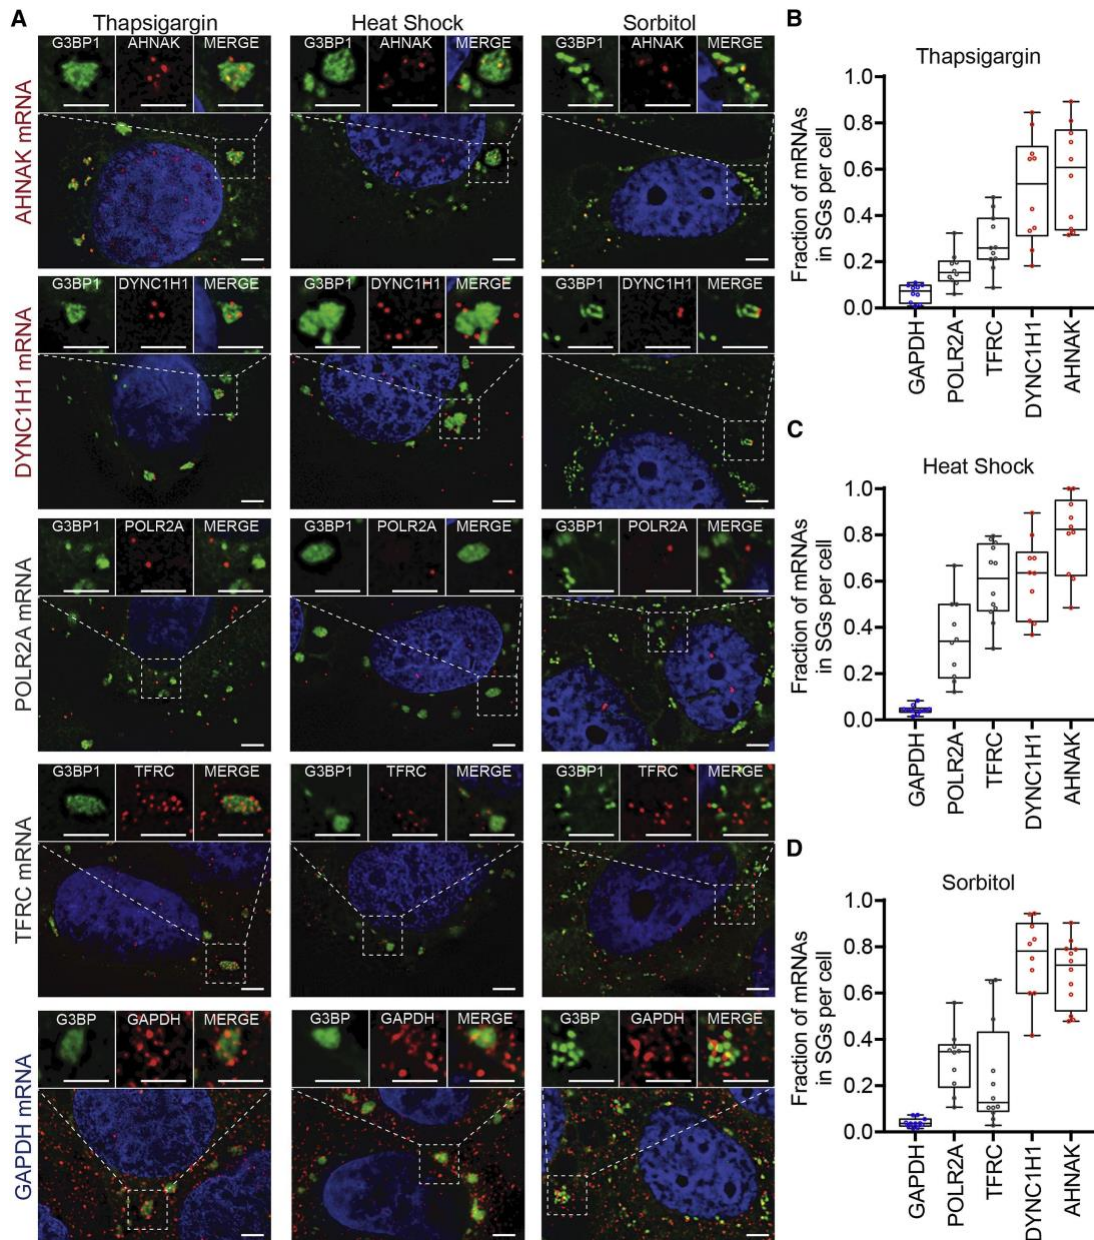 A
Thapsigargin Heat Shock Sorbitol
AHNAK mRNA
G3BP1 AHNAK MERGE
G3BP1 AHNAK MERGE
G3BP1 AHNAK MERGE
DYNC1H1 mRNA
G3BP1 DYNC1H1 MERGE
G3BP1 DYNC1H1 MERGE
G3BP1 DYNC1H1 MERGE
POLR2A mRNA
G3BP1 POLR2A MERGE
G3BP1 POLR2A MERGE
G3BP1 POLR2A MERGE
TFRC mRNA
G3BP1 TFRC MERGE
G3BP1 TFRC MERGE
G3BP1 TFRC MERGE
GAPDH mRNA
G3BP GAPDH MERGE
G3BP GAPDH MERGE
G3BP GAPDH MERGE
B
Thapsigargin
Fraction of mRNAs
in SGs per cell
1.0
0.8
0.6
0.4
0.2
0.0
GAPDH
POLR2A
TFRC
DYNC1H1
AHNAK
C
Heat Shock
Fraction of mRNAs
in SGs per cell
1.0
0.8
0.6
0.4
0.2
0.0
GAPDH
POLR2A
TFRC
DYNC1H1
AHNAK
D
Sorbitol
Fraction of mRNAs
in SGs per cell
1.0
0.8
0.6
0.4
0.2
0.0
GAPDH
POLR2A
TFRC
DYNC1H1
AHNAK